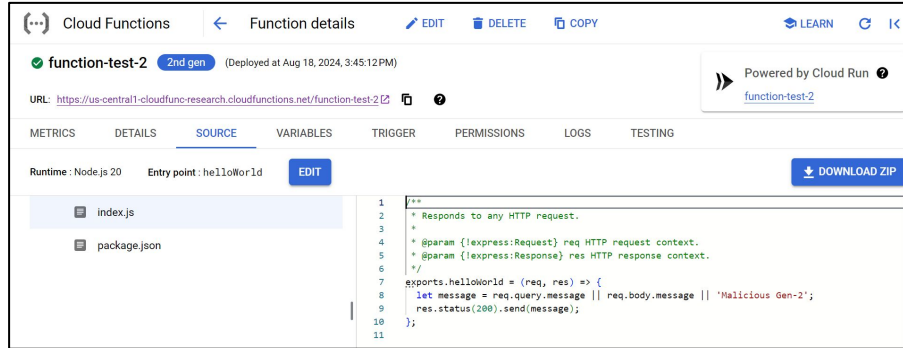 Cloud Functions
Function details
EDIT
DELETE
COPY
LEARN
function-test-2
2nd gen
(Deployed at Aug 18, 2024, 3:45:12 PM)
Powered by Cloud Run
function-test-2
URL: https://us-central1-cloudfunc-research.cloudfunctions.net/function-test-2
METRICS
DETAILS
SOURCE
VARIABLES
TRIGGER
PERMISSIONS
LOGS
TESTING
Runtime : Node.js 20
Entry point : helloWorld
EDIT
DOWNLOAD ZIP
index.js
package.json
1 /**
2 * Responds to any HTTP request.
3 *
4 * @param {!express:Request} req HTTP request context.
5 * @param {!express:Response} res HTTP response context.
6 */
7 exports.helloWorld = (req, res) => {
8 let message = req.query.message || req.body.message || 'Malicious Gen-2';
9 res.status(200).send(message);
10 };
11